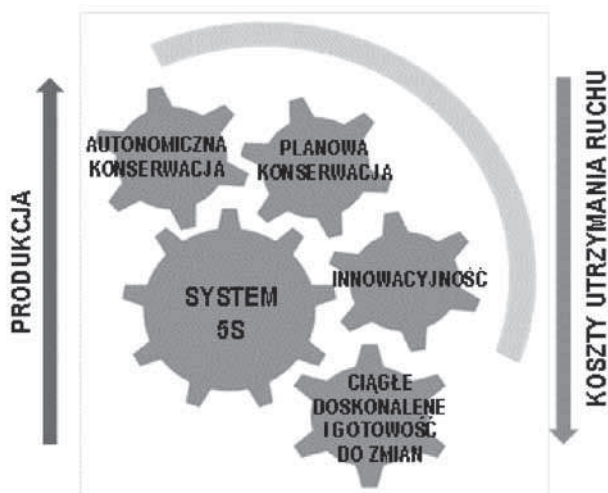 PRODUKCJA
AUTONOMICZNA
KONSERWACJA
PLANOWA
KONSERWACJA
SYSTEM
5S
INNOWACYJNOŚĆ
CIĄGŁE
DOSKONALENE
I GOTOWOŚĆ
DO ZMIAN
KOSZTY UTRZYMANIA RUCHU